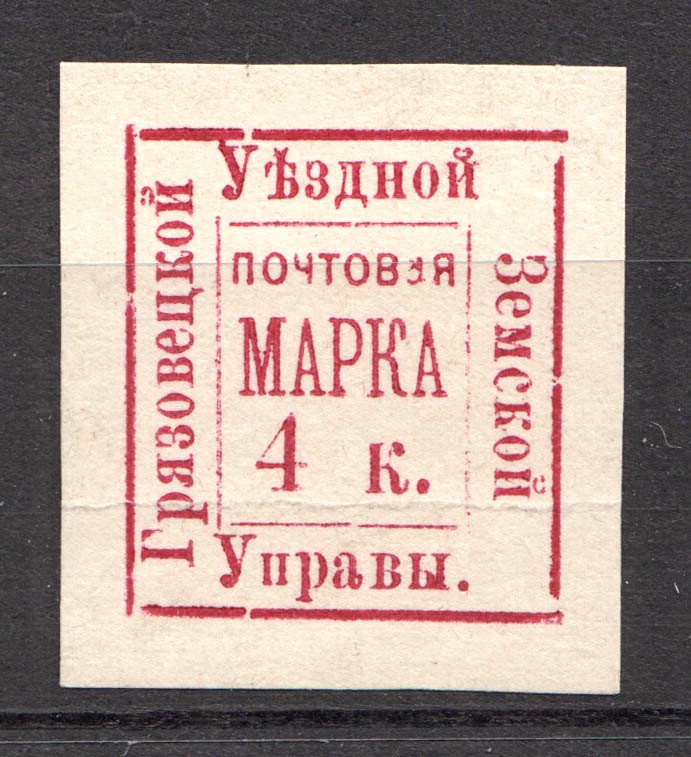 Грязовецкой
Уѣздной
Земской
Управы.
ПОЧТОВАЯ
МАРКА
4 к.